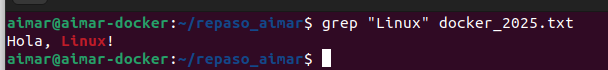 aimar@aimar-docker:~/repaso_aimar$ grep "Linux" docker_2025.txt
Hola, Linux!
aimar@aimar-docker:~/repaso_aimar$